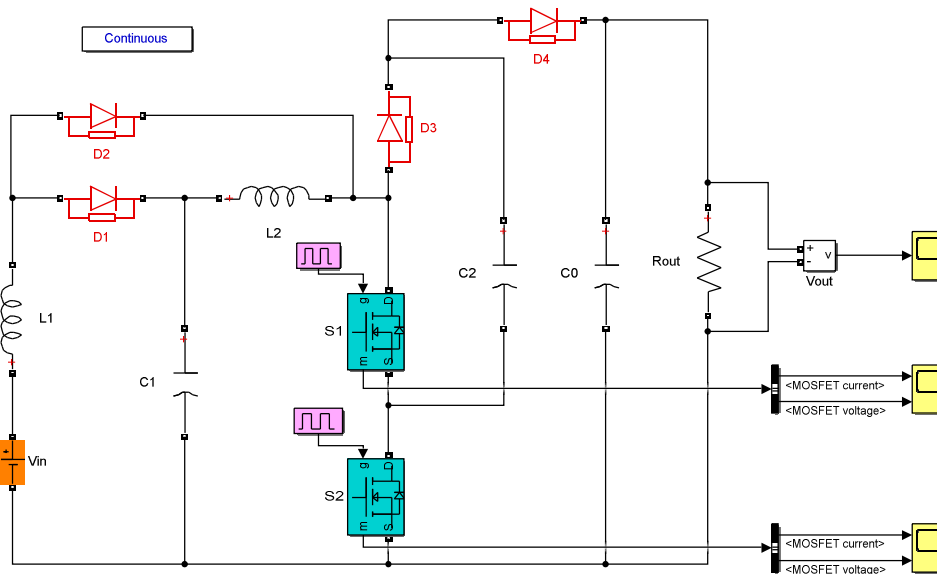 Continuous
D4
D3
D2
D1
L2
C2
C0
Rout
+
-
v
Vout
L1
g
D
S1
m
S
<MOSFET current>
<MOSFET voltage>
C1
Vin
g
D
S2
m
S
<MOSFET current>
<MOSFET voltage>